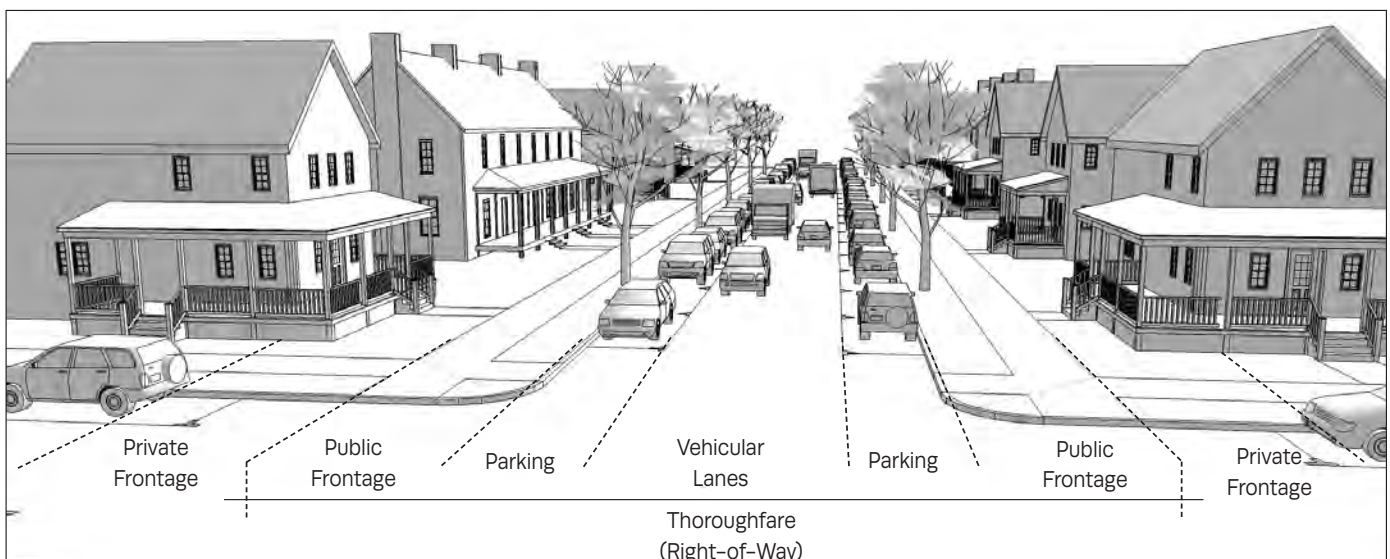 Private
Frontage
Public
Frontage
Parking
Vehicular
Lanes
Parking
Public
Frontage
Private
Frontage
Thoroughfare
(Right-of-Way)